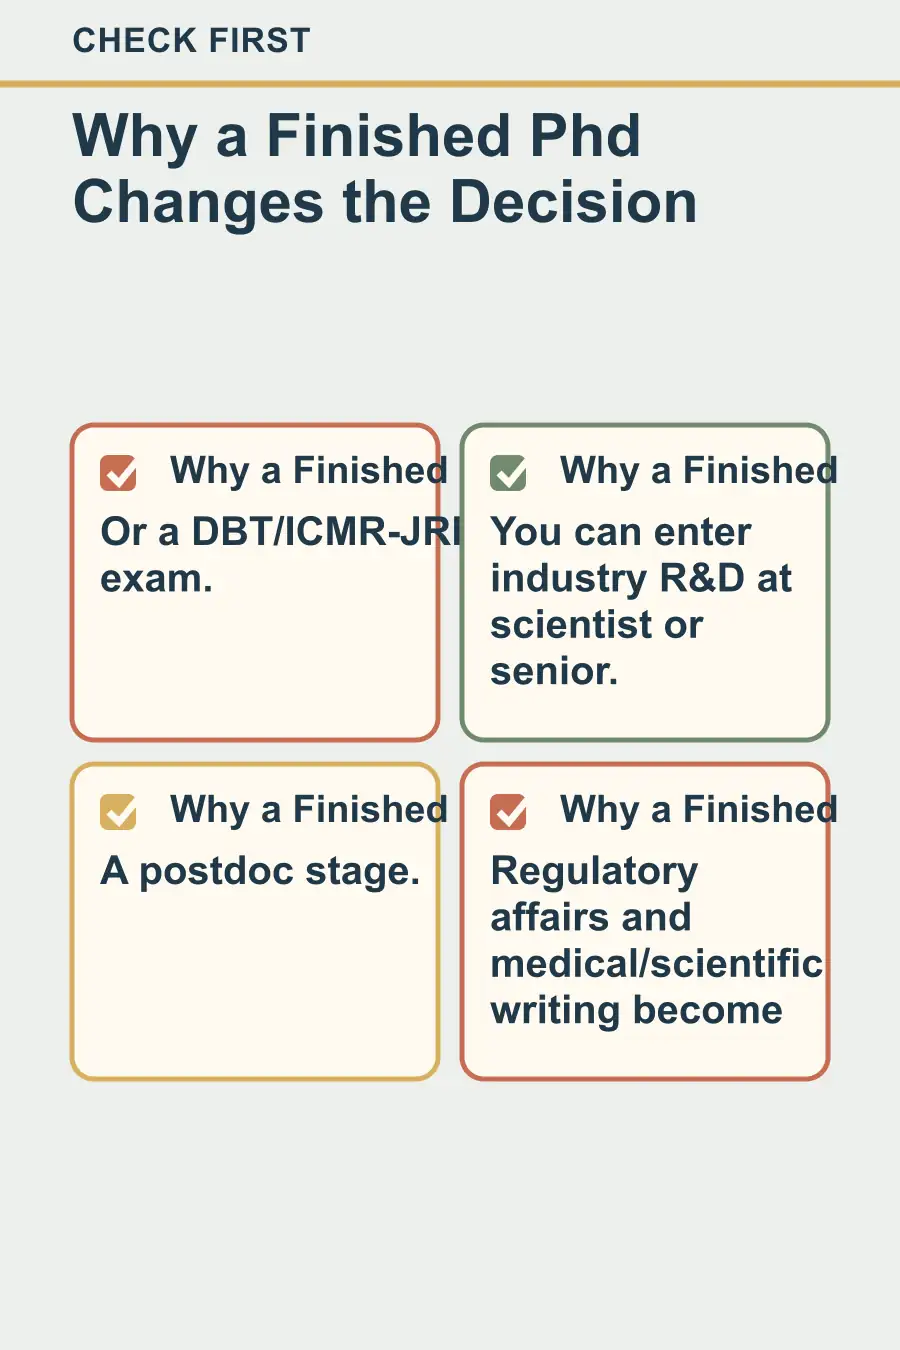 CHECK FIRST
Why a Finished Phd
Changes the Decision
Why a Finished
Or a DBT/ICMR-JRF
exam.
Why a Finished
You can enter
industry R&D at
scientist or
senior.
Why a Finished
A postdoc stage.
Why a Finished
Regulatory
affairs and
medical/scientific
writing become